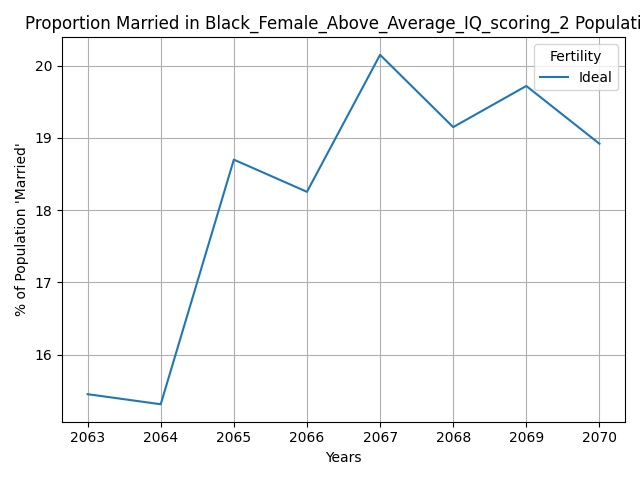 Proportion Married in Black_Female_Above_Average_IQ_scoring_2 Populati
Fertility
Ideal
% of Population 'Married'
20
19
18
17
16
2063 2064 2065 2066 2067 2068 2069 2070
Years